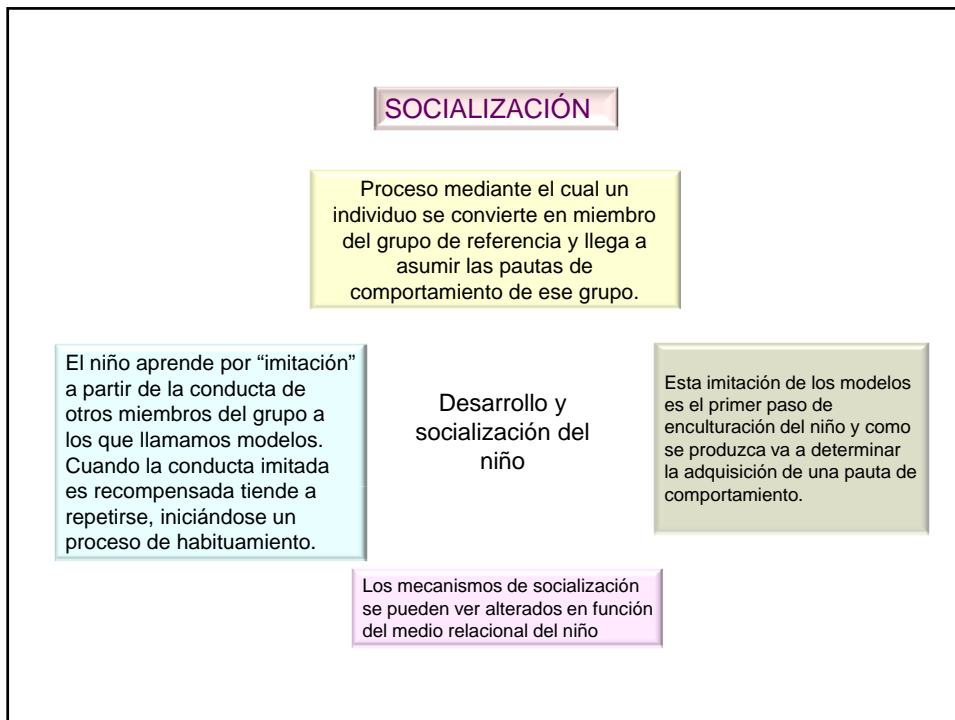 SOCIALIZACIÓN
Proceso mediante el cual un
individuo se convierte en miembro
del grupo de referencia y llega a
asumir las pautas de
comportamiento de ese grupo.
El niño aprende por “imitación”
a partir de la conducta de
otros miembros del grupo a
los que llamamos modelos.
Cuando la conducta imitada
es recompensada tiende a
repetirse, iniciándose un
proceso de habituamiento.
Desarrollo y
socialización del
niño
Esta imitación de los modelos
es el primer paso de
enculturación del niño y como
se produzca va a determinar
la adquisición de una pauta de
comportamiento.
Los mecanismos de socialización
se pueden ver alterados en función
del medio relacional del niño